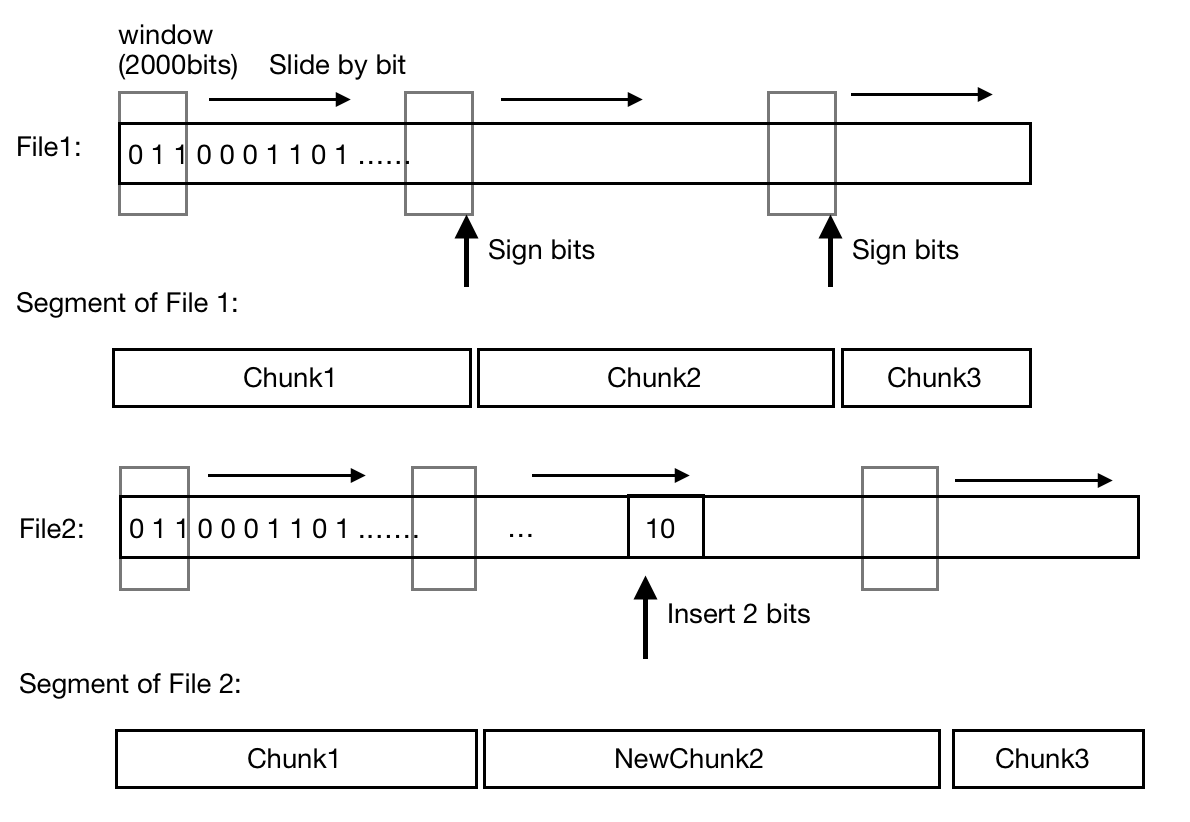 window
(2000bits) Slide by bit
File1:
0 1 1 0 0 0 1 1 0 1 ......
Sign bits
Sign bits
Segment of File 1:
Chunk1
Chunk2
Chunk3
File2:
0 1 1 0 0 0 1 1 0 1 .......
...
10
Insert 2 bits
Segment of File 2:
Chunk1
NewChunk2
Chunk3